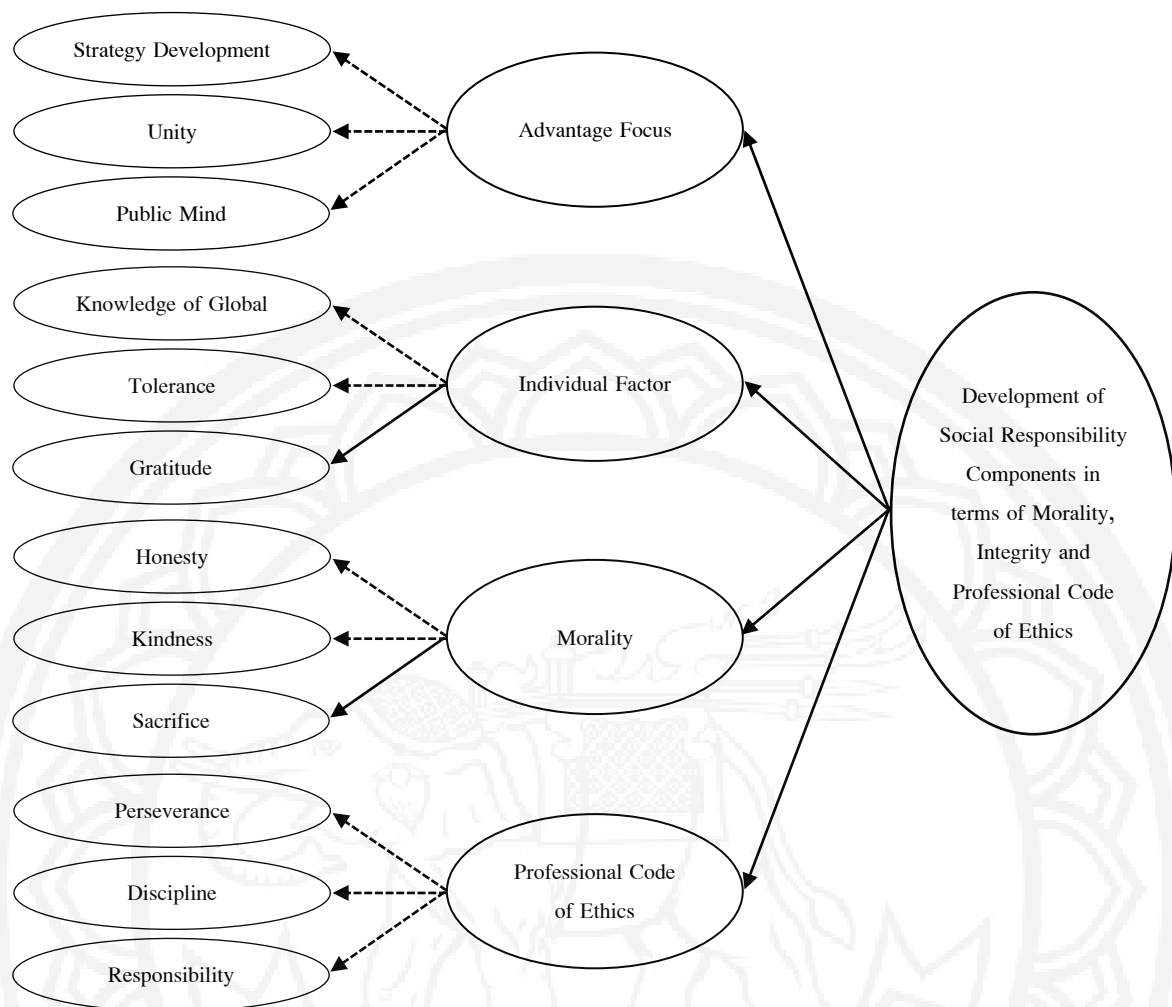 Strategy Development
Unity
Public Mind
Knowledge of Global
Tolerance
Gratitude
Honesty
Kindness
Sacrifice
Perseverance
Discipline
Responsibility
Advantage Focus
Individual Factor
Morality
Professional Code
of Ethics
Development of
Social Responsibility
Components in
terms of Morality,
Integrity and
Professional Code
of Ethics